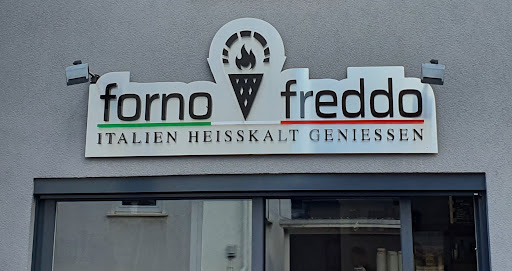 forno freddo
ITALIEN HEISSKALT GENIESSEN